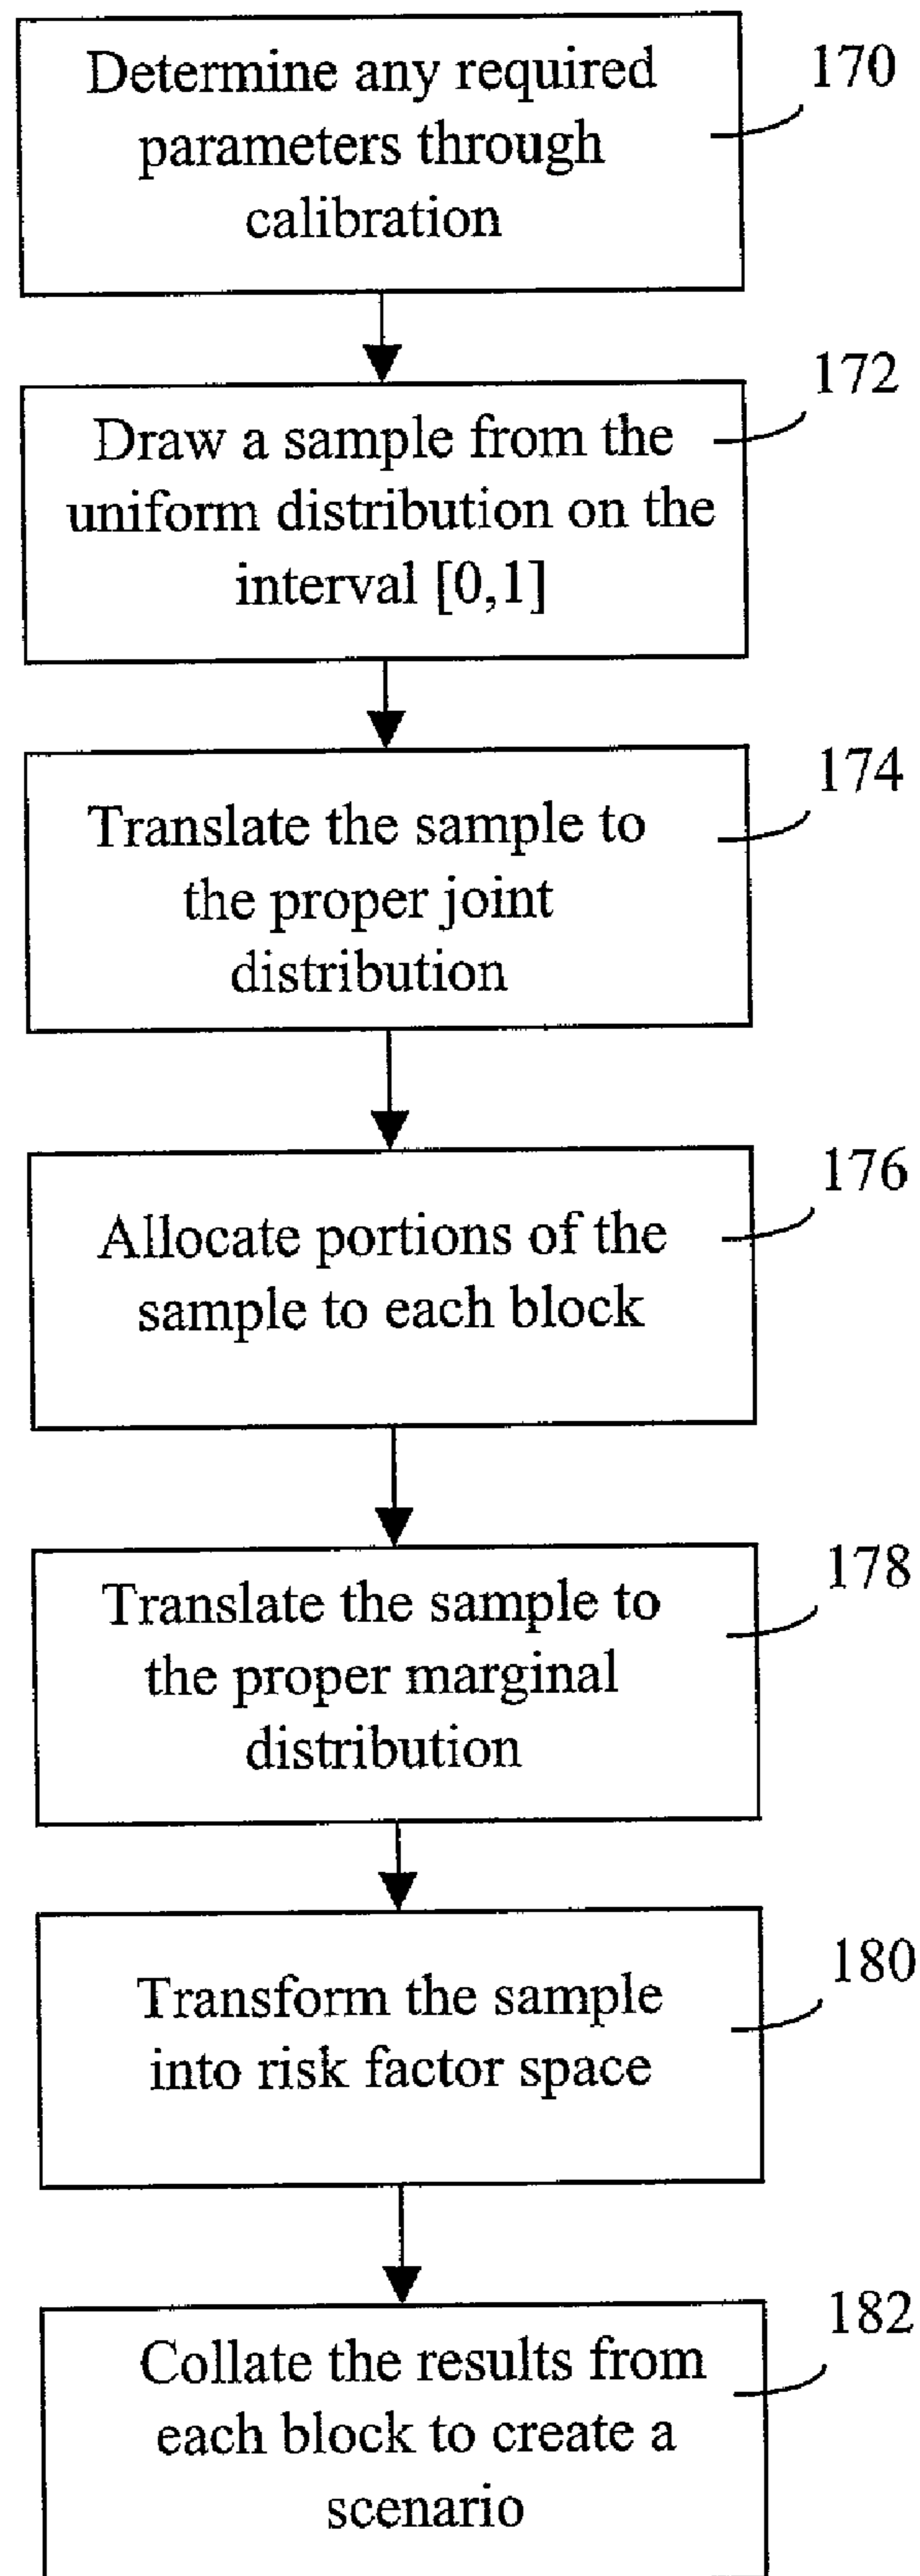 Determine any required
parameters through
calibration
170
Draw a sample from the
uniform distribution on the
interval [0,1]
172
Translate the sample to
the proper joint
distribution
174
Allocate portions of the
sample to each block
176
Translate the sample to
the proper marginal
distribution
178
Transform the sample
into risk factor space
180
Collate the results from
each block to create a
scenario
182